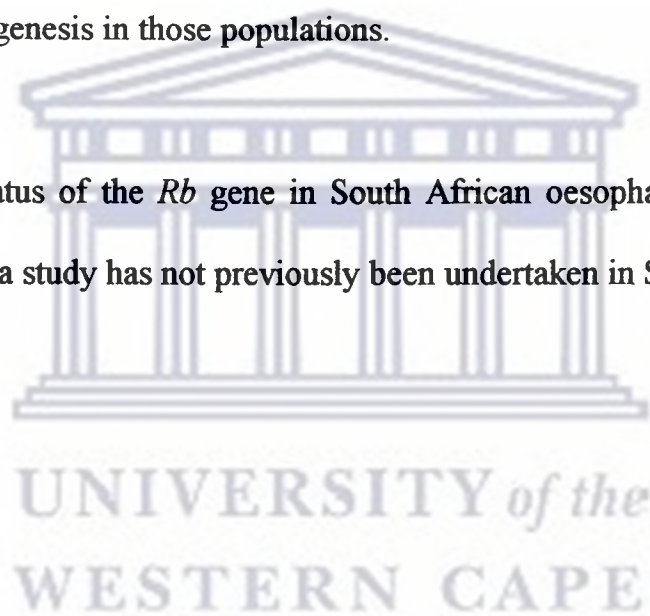 genesis in those populations.
atus of the Rb gene in South African oesopha
a study has not previously been undertaken in S
UNIVERSITY of the
WESTERN CAPE